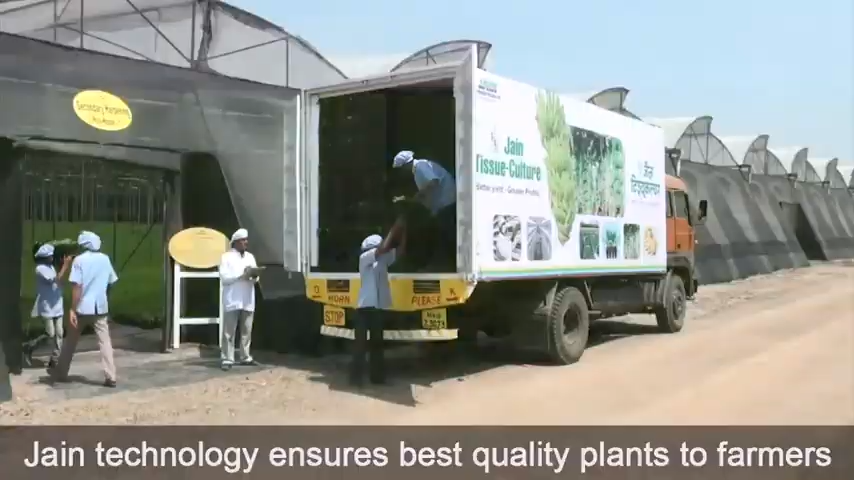 Secondary Hardening
Jain
Tissue-Culture
Better yield - Greater Profits
जैन
टिश्यूकल्चर
HORN
PLEASE
STOP
Jain technology ensures best quality plants to farmers